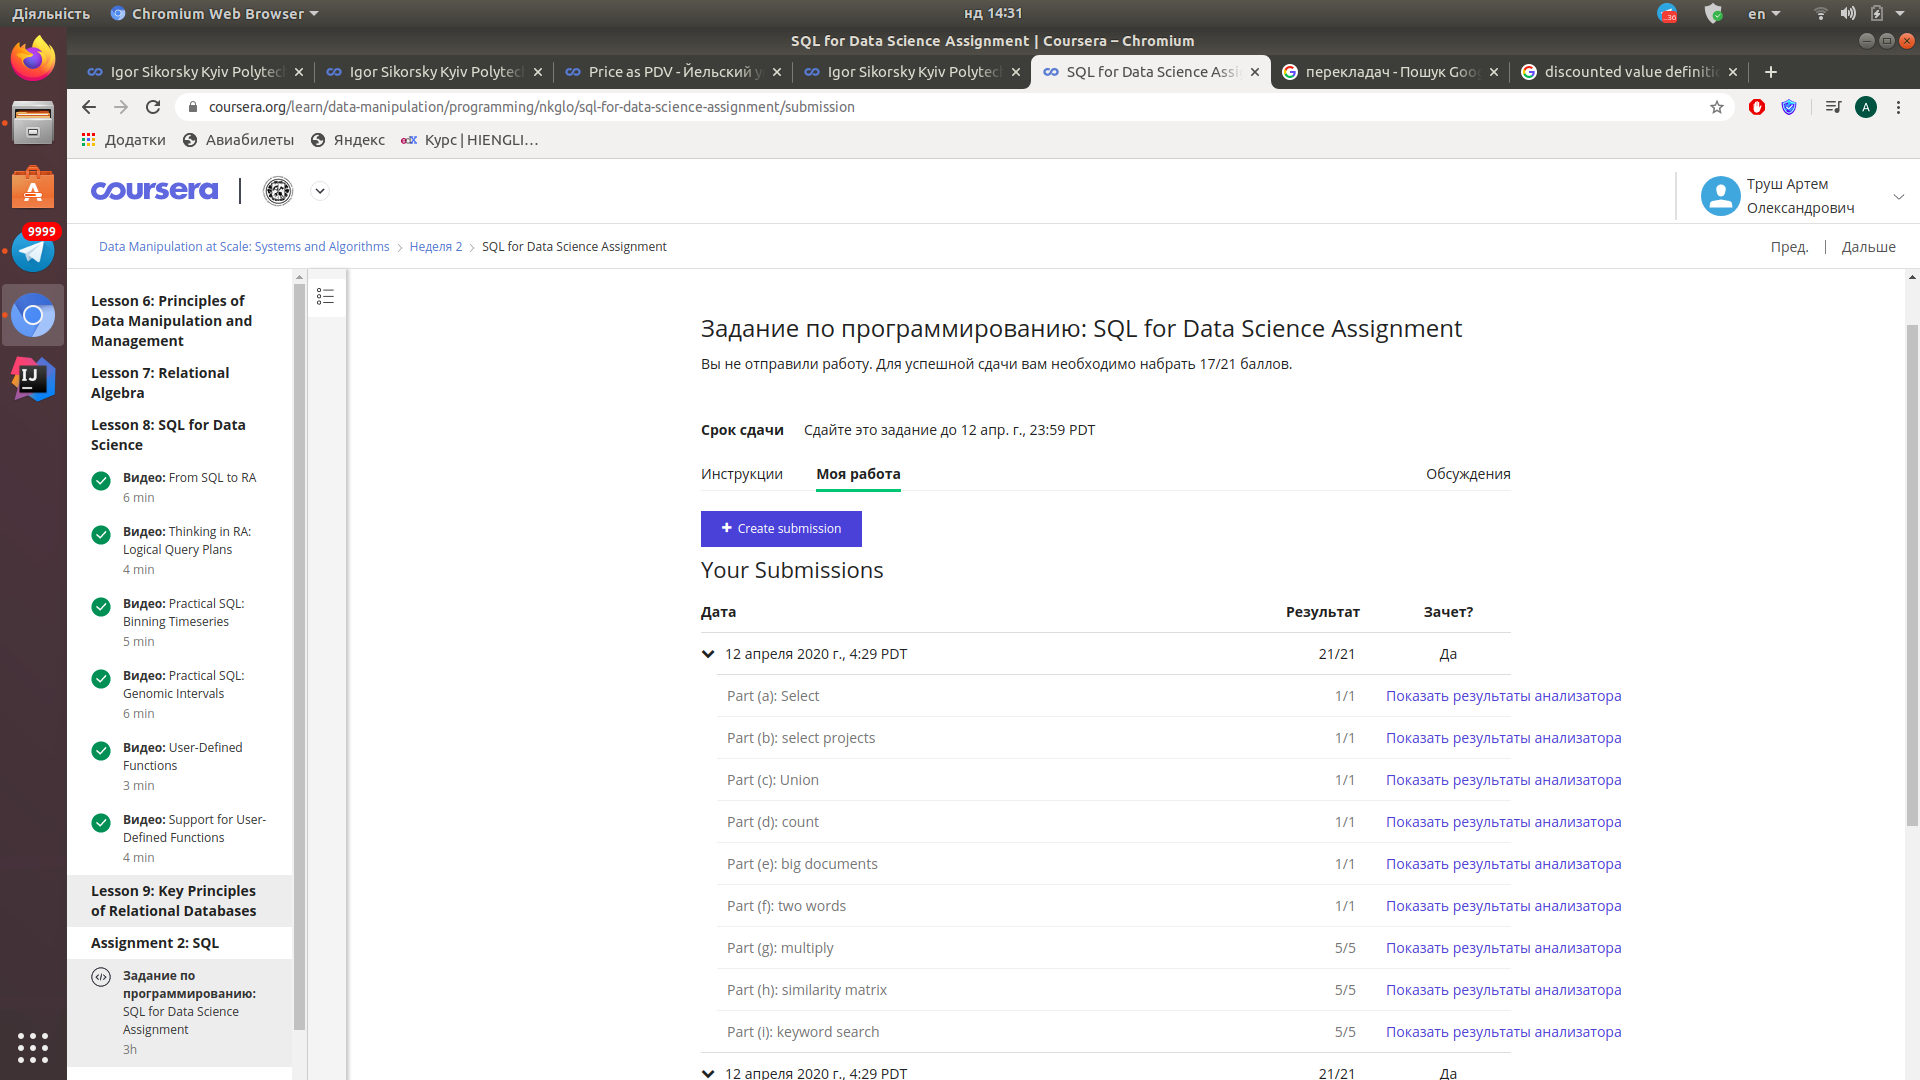 Діяльність
Chromium Web Browser
нд 14:31
36
en
SQL for Data Science Assignment | Coursera – Chromium
Igor Sikorsky Kyiv Polytec
Igor Sikorsky Kyiv Polytec
Price as PDV - Йельский у
Igor Sikorsky Kyiv Polytec
SQL for Data Science Assi
перекладач - Пошук Goo
discounted value definiti
coursera.org/learn/data-manipulation/programming/nkglo/sql-for-data-science-assignment/submission
A
Додатки
Авиабилеты
Яндекс
edX
Курс | HIENGLI...
9999
IJ
coursera
Труш Артем
Олександрович
Data Manipulation at Scale: Systems and Algorithms
Неделя 2
SQL for Data Science Assignment
Пред.
Дальше
Lesson 6: Principles of
Data Manipulation and
Management
Lesson 7: Relational
Algebra
Lesson 8: SQL for Data
Science
Видео: From SQL to RA
6 min
Видео: Thinking in RA:
Logical Query Plans
4 min
Видео: Practical SQL:
Binning Timeseries
5 min
Видео: Practical SQL:
Genomic Intervals
6 min
Видео: User-Defined
Functions
3 min
Видео: Support for User-
Defined Functions
4 min
Lesson 9: Key Principles
of Relational Databases
Assignment 2: SQL
Задание по
программированию:
SQL for Data Science
Assignment
3h
Задание по программированию: SQL for Data Science Assignment
Вы не отправили работу. Для успешной сдачи вам необходимо набрать 17/21 баллов.
Срок сдачи Сдайте это задание до 12 апр. г., 23:59 PDT
Инструкции
Моя работа
Обсуждения
+ Create submission
Your Submissions
Дата Результат Зачет?
12 апреля 2020 г., 4:29 PDT 21/21 Да
Part (a): Select 1/1 Показать результаты анализатора
Part (b): select projects 1/1 Показать результаты анализатора
Part (c): Union 1/1 Показать результаты анализатора
Part (d): count 1/1 Показать результаты анализатора
Part (e): big documents 1/1 Показать результаты анализатора
Part (f): two words 1/1 Показать результаты анализатора
Part (g): multiply 5/5 Показать результаты анализатора
Part (h): similarity matrix 5/5 Показать результаты анализатора
Part (i): keyword search 5/5 Показать результаты анализатора
12 апреля 2020 г., 4:29 PDT 21/21 Да